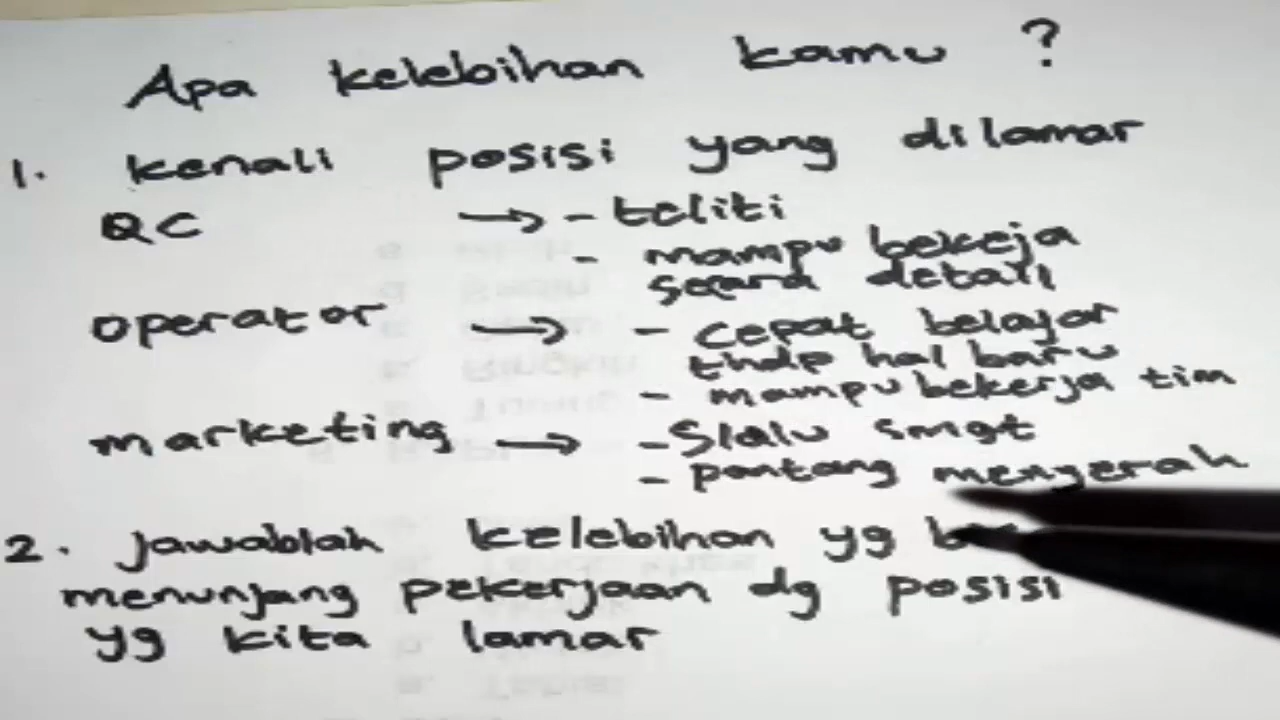 Apa kelebihan kamu ?
1. kenali posisi yang dilamar
QC → - teliti
- mampu bekeja
secara detail
operator → - cepat belajar
thdp hal baru
- mampu bekerja tim
marketing → - Slalu smgt
- pantang menyerah
2. jawablah kelebihan yg
menunjang pekerjaan dg posisi
yg kita lamar